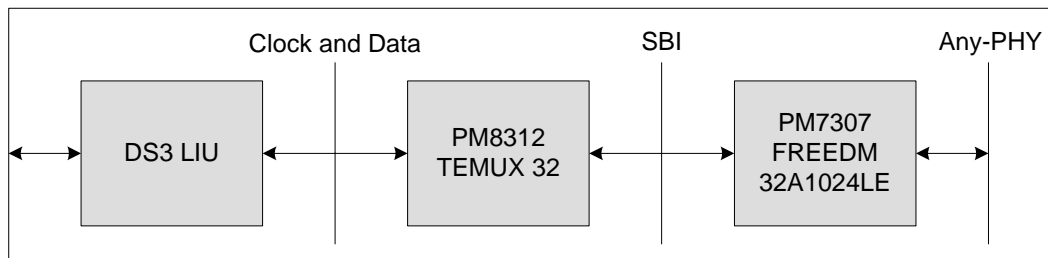 Clock and Data
SBI
Any-PHY
DS3 LIU
PM8312
TEMUX 32
PM7307
FREEDM
32A1024LE